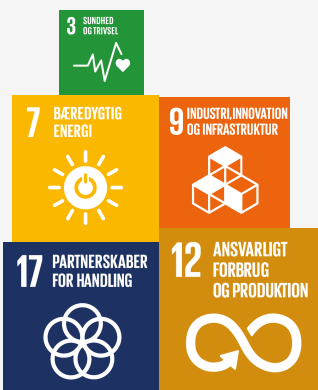 3 SUNDHED
OG TRIVSEL
7 BÆREDYGTIG
ENERGI
9 INDUSTRI, INNOVATION
OG INFRASTRUKTUR
17 PARTNERSKABER
FOR HANDLING
12 ANSVARLIGT
FORBRUG
OG PRODUKTION